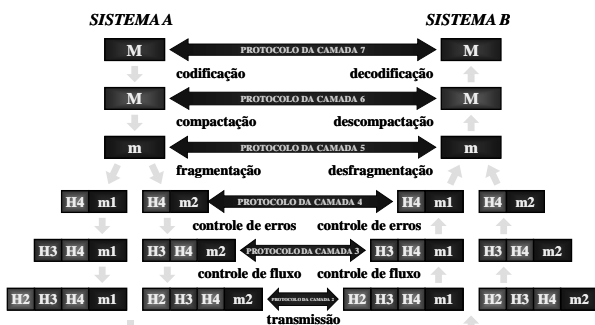 SISTEMA A SISTEMA B
M PROTOCOLO DA CAMADA 7 M
codificação decodificação
M PROTOCOLO DA CAMADA 6 M
compactação descompactação
m PROTOCOLO DA CAMADA 5 m
fragmentação desfragmentação
H4 m1 H4 m2 PROTOCOLO DA CAMADA 4 H4 m1 H4 m2
controle de erros controle de erros
H3 H4 m1 H3 H4 m2 PROTOCOLO DA CAMADA 3 H3 H4 m1 H3 H4 m2
controle de fluxo controle de fluxo
H2 H3 H4 m1 H2 H3 H4 m2 PROTOCOLO DA CAMADA 2 H2 H3 H4 m1 H2 H3 H4 m2
transmissão